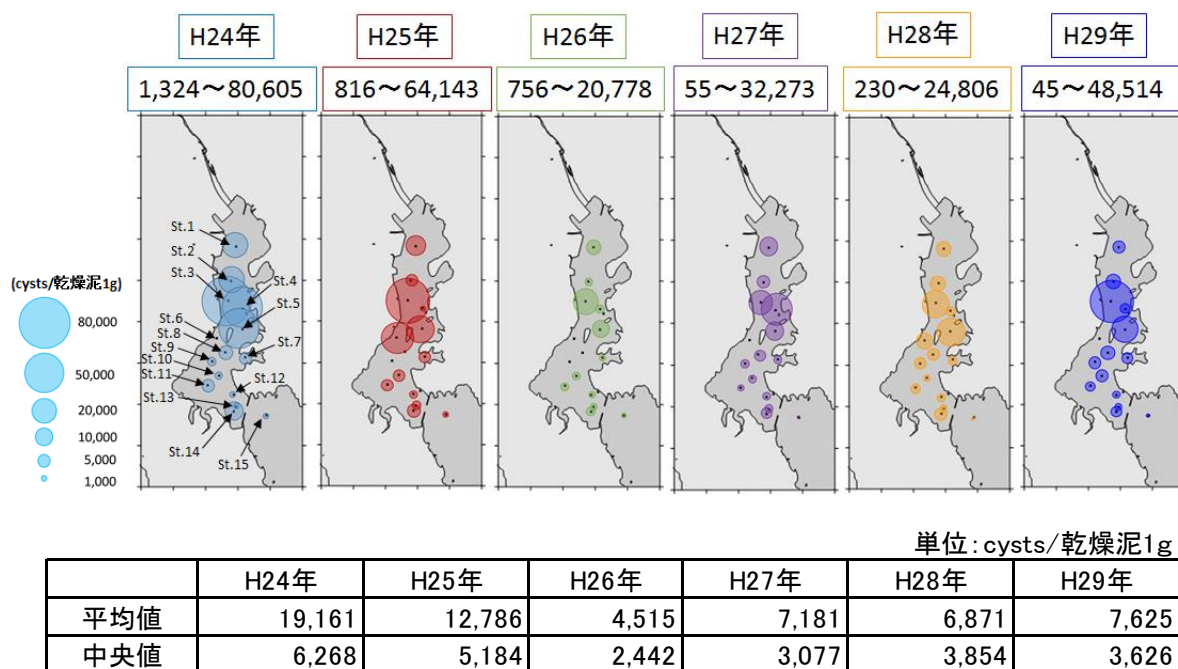 H24年 H25年 H26年 H27年 H28年 H29年
1,324～80,605 816～64,143 756～20,778 55～32,273 230～24,806 45～48,514
St.1
St.2
St.3
St.4
St.5
St.6
St.7
St.8
St.9
St.10
St.11
St.12
St.13
St.14
St.15
(cysts/乾燥泥1g)
80,000
50,000
20,000
10,000
5,000
1,000
単位：cysts/乾燥泥1g
H24年 H25年 H26年 H27年 H28年 H29年
平均値 19,161 12,786 4,515 7,181 6,871 7,625
中央値 6,268 5,184 2,442 3,077 3,854 3,626